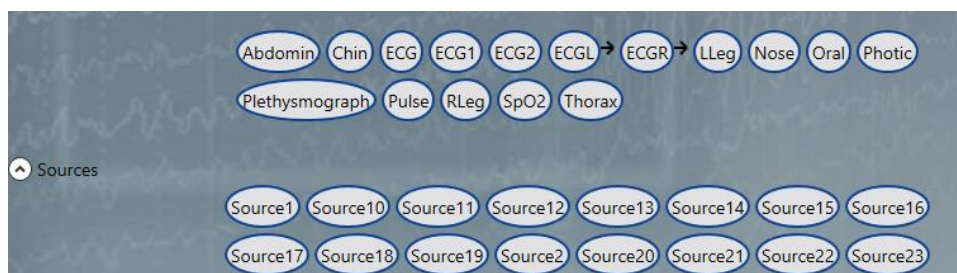 Abdomin Chin ECG ECG1 ECG2 ECGL ECGR LLeg Nose Oral Photic
Plethysmograph Pulse RLeg SpO2 Thorax
Sources
Source1 Source10 Source11 Source12 Source13 Source14 Source15 Source16
Source17 Source18 Source19 Source2 Source20 Source21 Source22 Source23